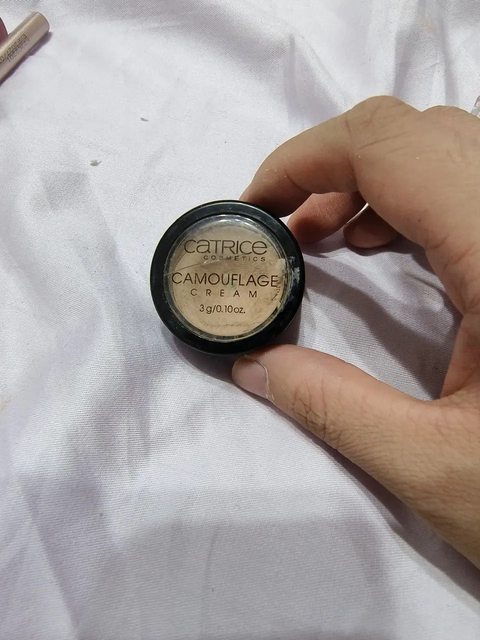 CATRICE
COSMETICS
CAMOUFLAGE
CREAM
3 g/0.10oz.